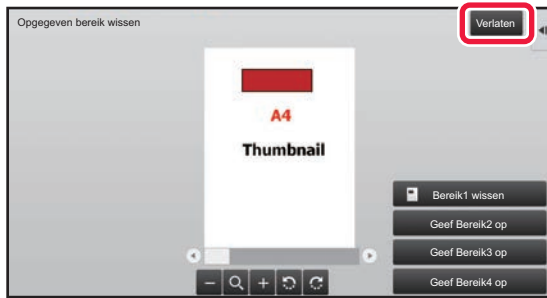 Opgegeven bereik wissen
Verlaten
A4
Thumbnail
Bereik1 wissen
Geef Bereik2 op
Geef Bereik3 op
Geef Bereik4 op